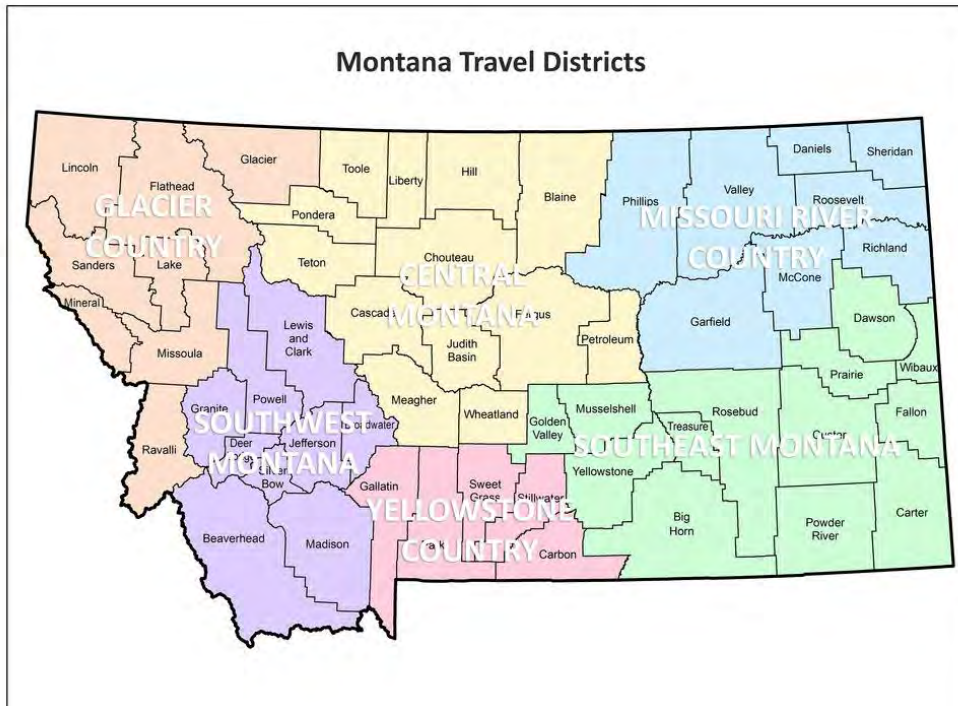 Montana Travel Districts
Lincoln
Flathead
Glacier
GLACIER
COUNTRY
Sanders
Lake
Mineral
Missoula
Ravalli
Toole
Liberty
Hill
Blaine
Pondera
Teton
Chouteau
CENTRAL
MONTANA
Cascade
Judith
Basin
Fergus
Petroleum
Meagher
Wheatland
Phillips
Valley
Daniels
Sheridan
Roosevelt
MISSOURI RIVER
COUNTRY
Richland
McCone
Garfield
Lewis
and
Clark
Powell
Granite
SOUTHWEST
MONTANA
Broadwater
Deer
Jefferson
Bow
Beaverhead
Madison
Gallatin
Sweet
Grass
Stillwater
YELLOWSTONE
COUNTRY
Park
Carbon
Dawson
Prairie
Wibaux
Golden
Valley
Musselshell
Rosebud
Treasure
Fallon
SOUTHEAST MONTANA
Custer
Yellowstone
Big
Horn
Powder
River
Carter